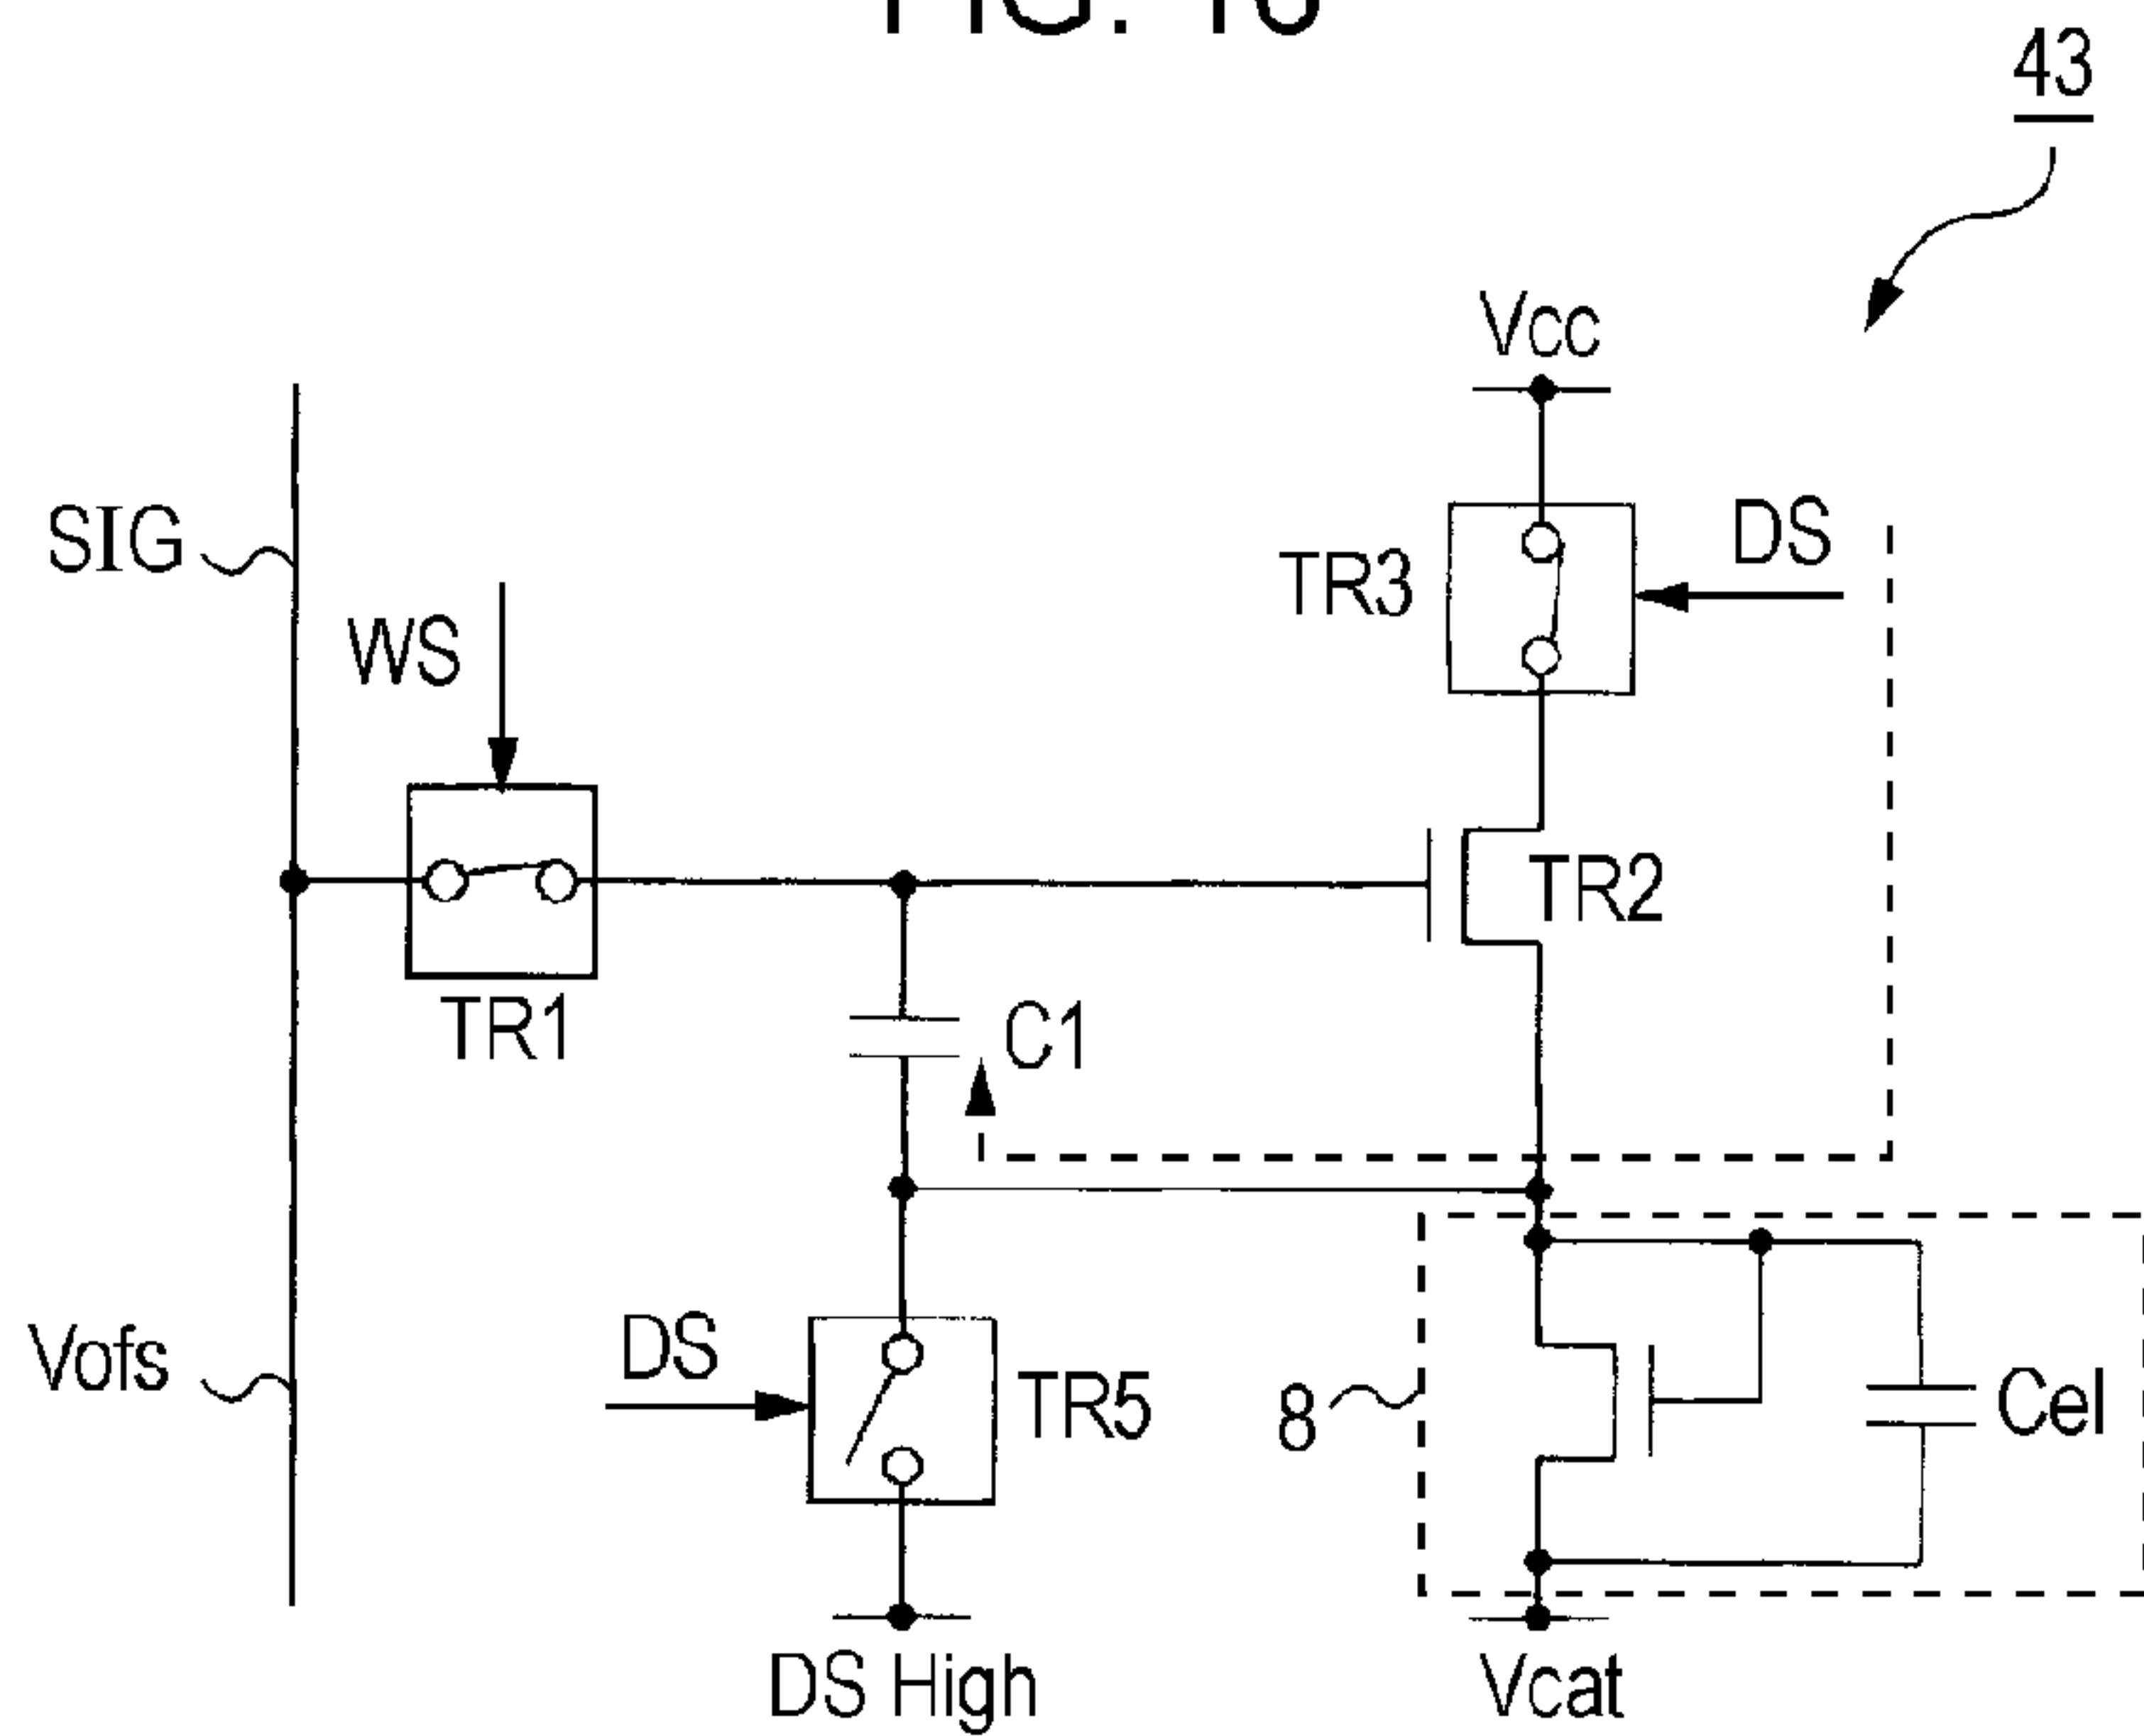 43
Vcc
SIG
DS
TR3
WS
TR2
TR1
C1
Vofs
DS
TR5
8
Cel
DS High
Vcat